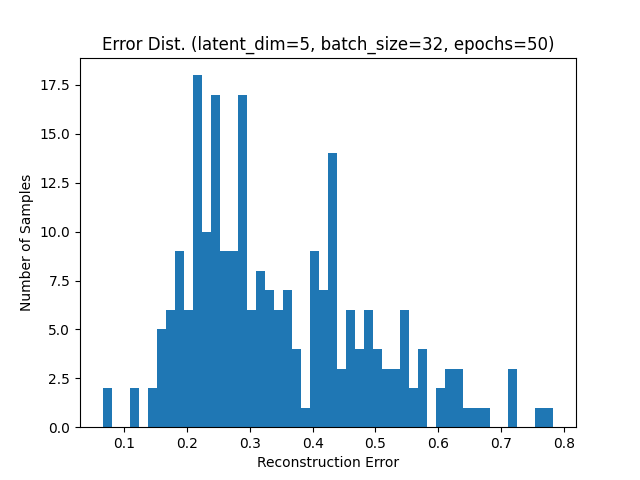 Error Dist. (latent_dim=5, batch_size=32, epochs=50)
17.5
15.0
12.5
10.0
7.5
5.0
2.5
0.0
Number of Samples
0.1 0.2 0.3 0.4 0.5 0.6 0.7 0.8
Reconstruction Error